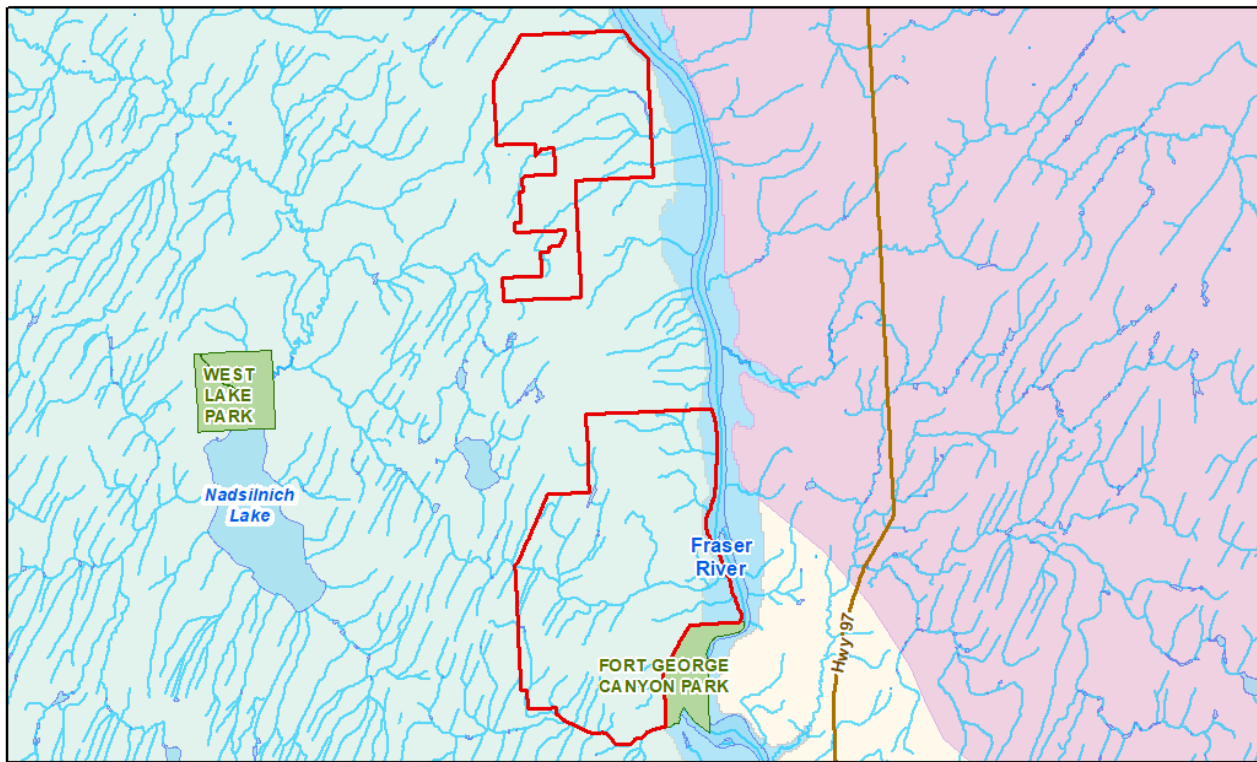 WEST
LAKE
PARK
Nadsilnich
Lake
Fraser
River
FORT GEORGE
CANYON PARK
Hwy 97